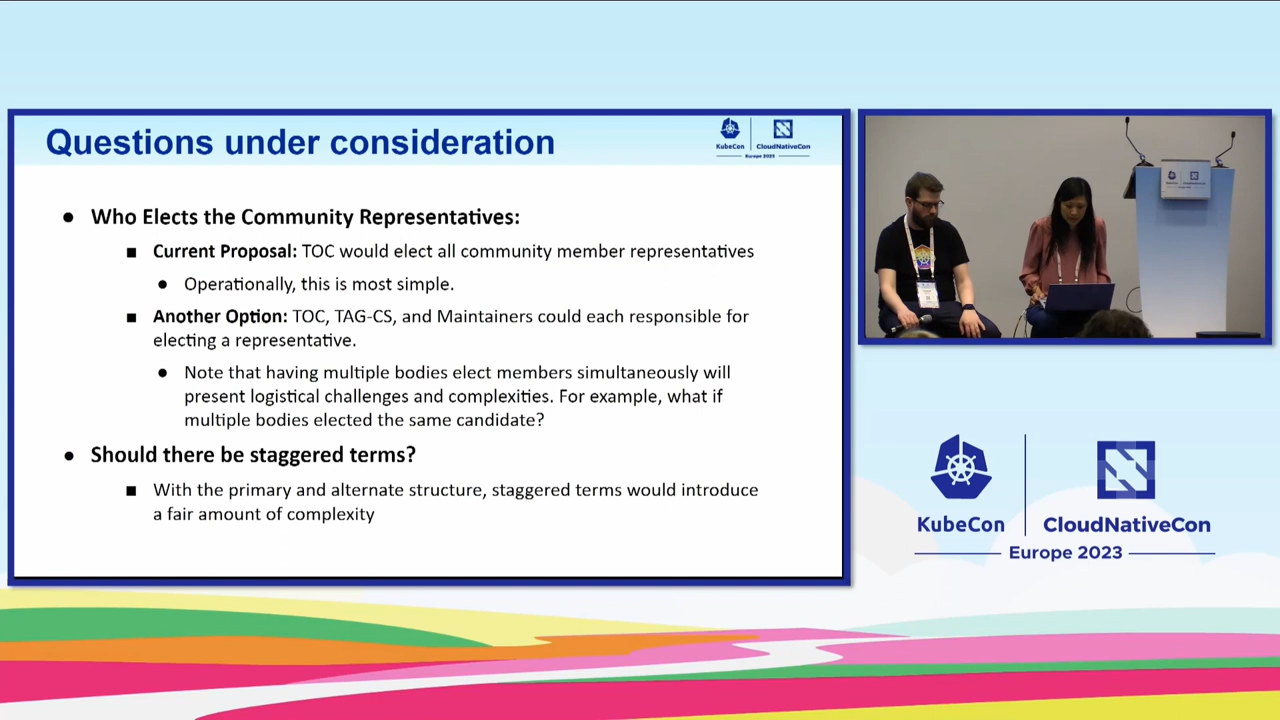 Questions under consideration
KubeCon
CloudNativeCon
Europe 2023
● Who Elects the Community Representatives:
■ Current Proposal: TOC would elect all community member representatives
● Operationally, this is most simple.
■ Another Option: TOC, TAG-CS, and Maintainers could each responsible for
electing a representative.
● Note that having multiple bodies elect members simultaneously will
present logistical challenges and complexities. For example, what if
multiple bodies elected the same candidate?
● Should there be staggered terms?
■ With the primary and alternate structure, staggered terms would introduce
a fair amount of complexity
KubeCon
CloudNativeCon
Europe 2023